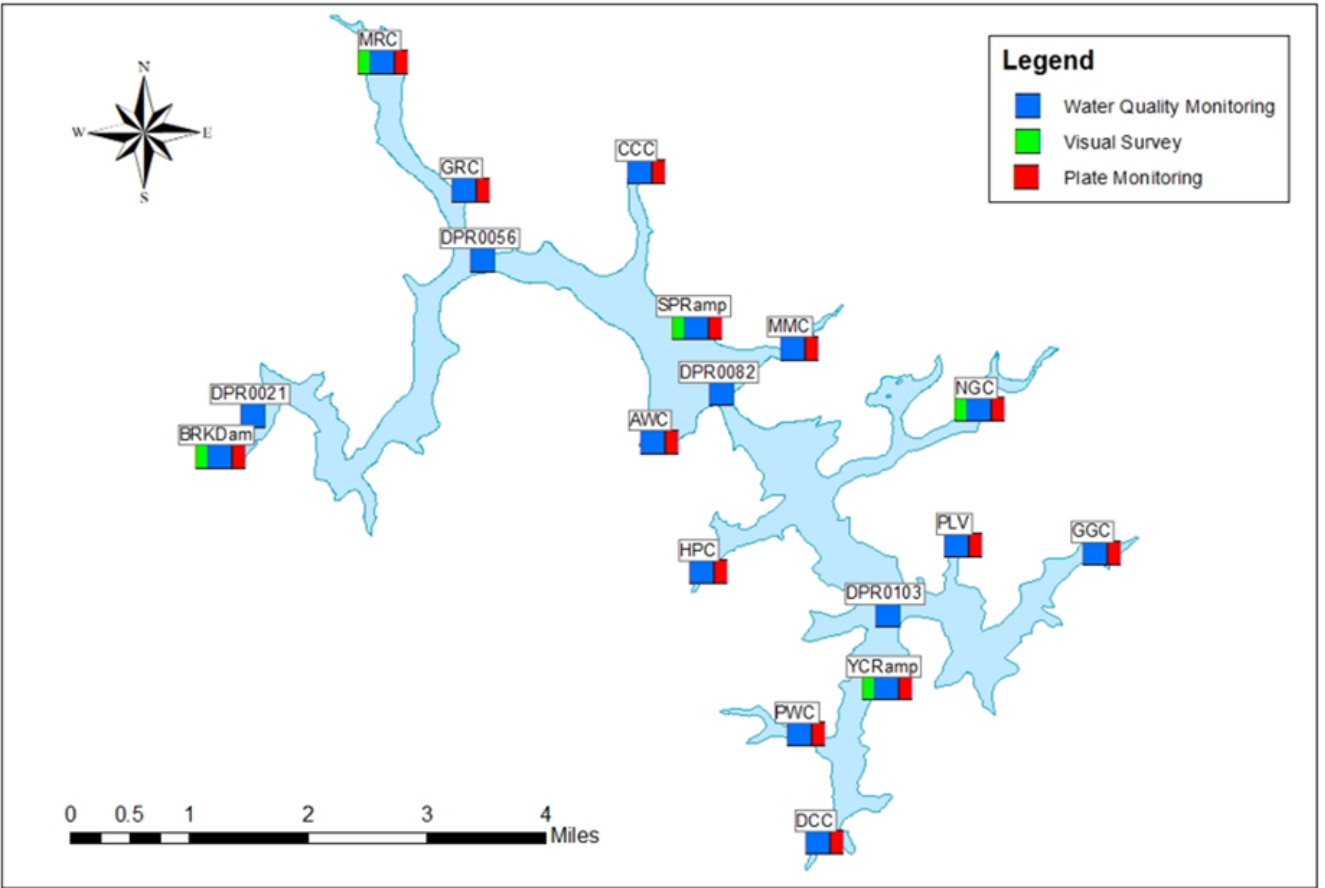 MRC
N
W
E
S
Legend
Water Quality Monitoring
Visual Survey
Plate Monitoring
GRC
CCC
DPR0056
SPRamp
MMC
DPR0082
DPR0021
NGC
BRKDam
AWC
PLV
GGC
HPC
DPR0103
YCRamp
PWC
DCC
0 0.5 1 2 3 4
Miles